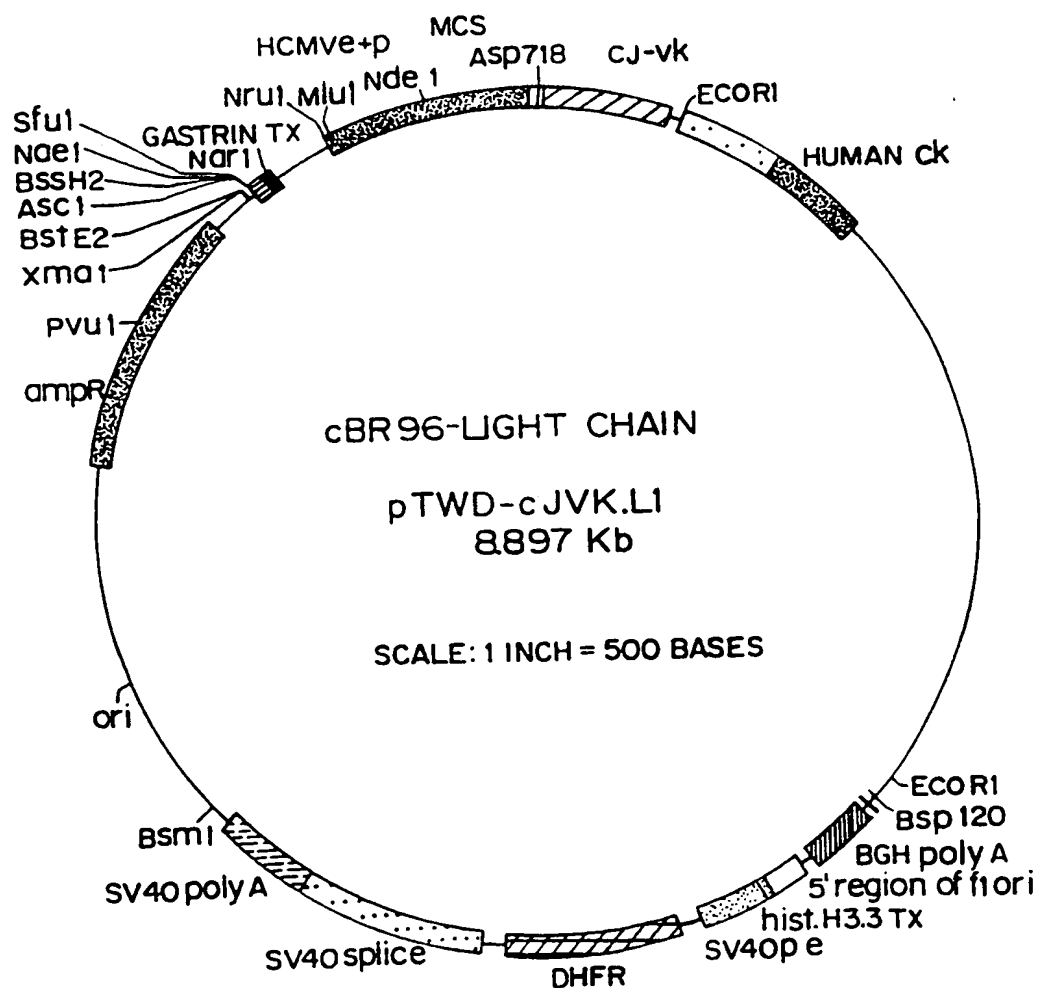 MCS
HCMVe+p
ASp718
CJ-vk
Nde 1
Nru1
Mlu1
ECOR1
Sfu1
GASTRIN TX
Nae1
Nar1
BSSH2
HUMAN Ck
ASC1
BstE2
xma1
pvu1
ampR
cBR96-LIGHT CHAIN
pTWD-cJVK.L1
8.897 Kb
SCALE: 1 INCH = 500 BASES
ori
ECOR1
BSp120
BSm1
BGH poly A
SV40 poly A
5' region of f1 ori
hist.H3.3 TX
SV40p e
SV40 splice
DHFR